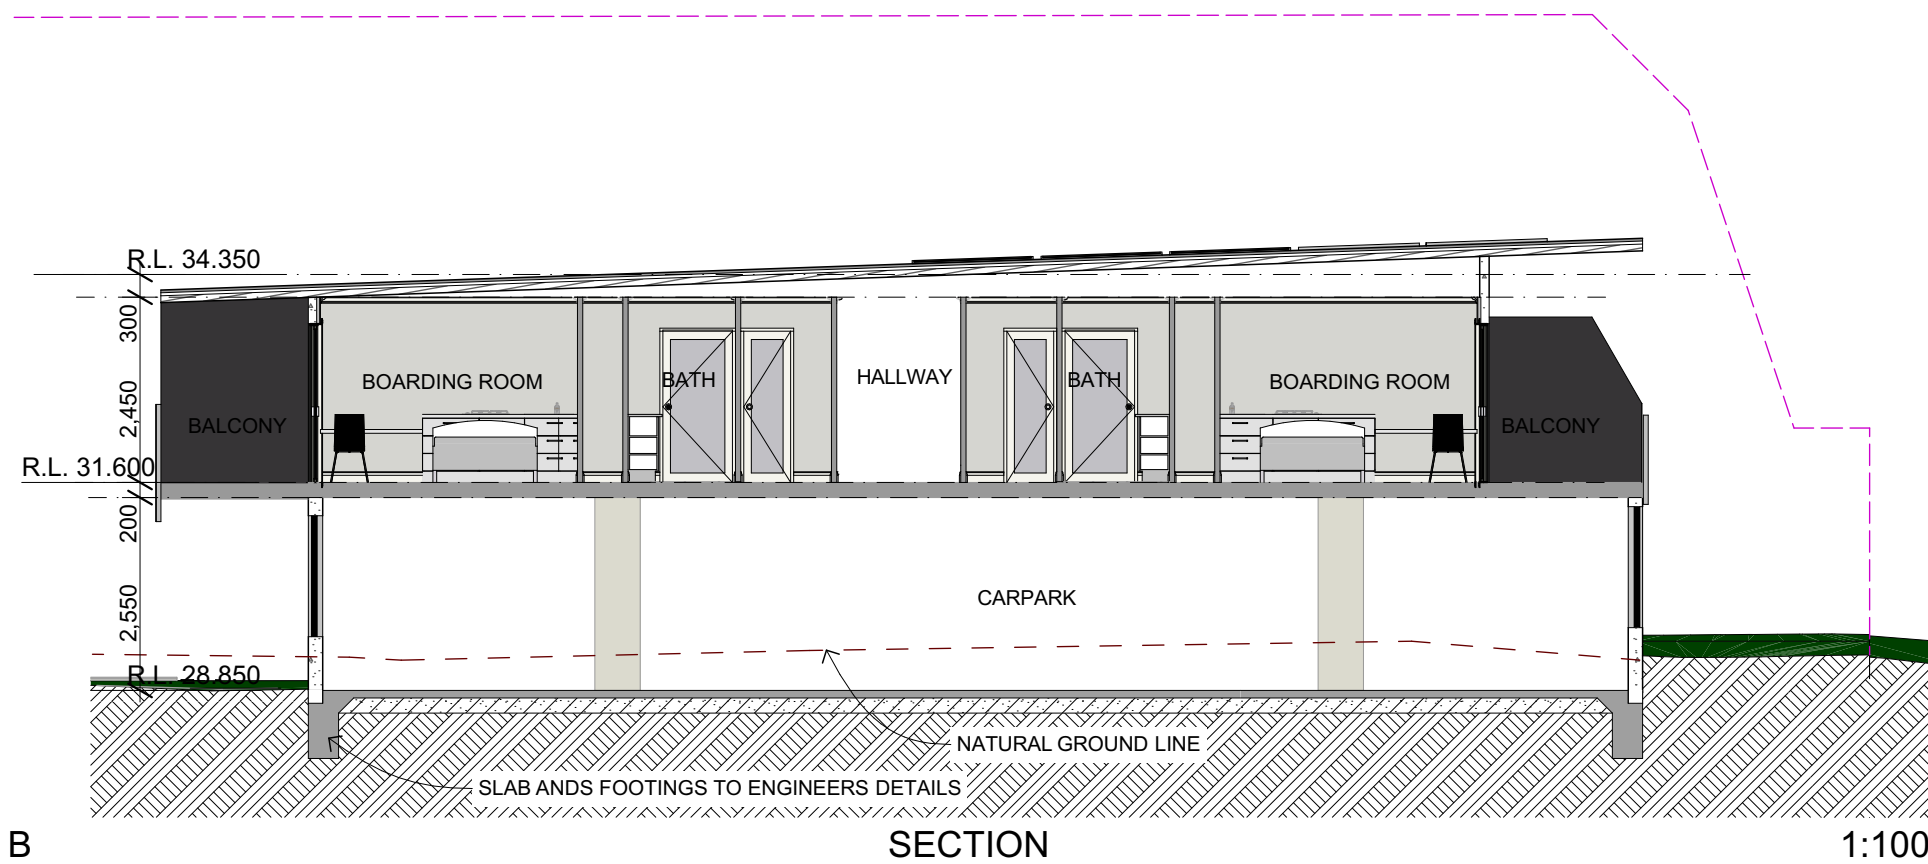 R.L. 34.350
300
BOARDING ROOM
BATH
HALLWAY
BATH
BOARDING ROOM
2,450
BALCONY
BALCONY
R.L. 31.600
200
2,550
CARPARK
R.L. 28.850
NATURAL GROUND LINE
SLAB ANDS FOOTINGS TO ENGINEERS DETAILS
B
SECTION
1:100